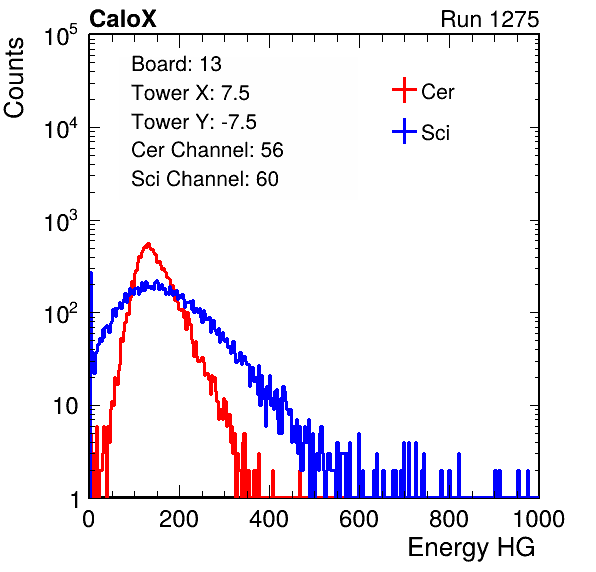 CaloX Run 1275
Counts
10^5
10^4
10^3
10^2
10
1
Board: 13
Tower X: 7.5
Tower Y: -7.5
Cer Channel: 56
Sci Channel: 60
Cer
Sci
0 200 400 600 800 1000
Energy HG